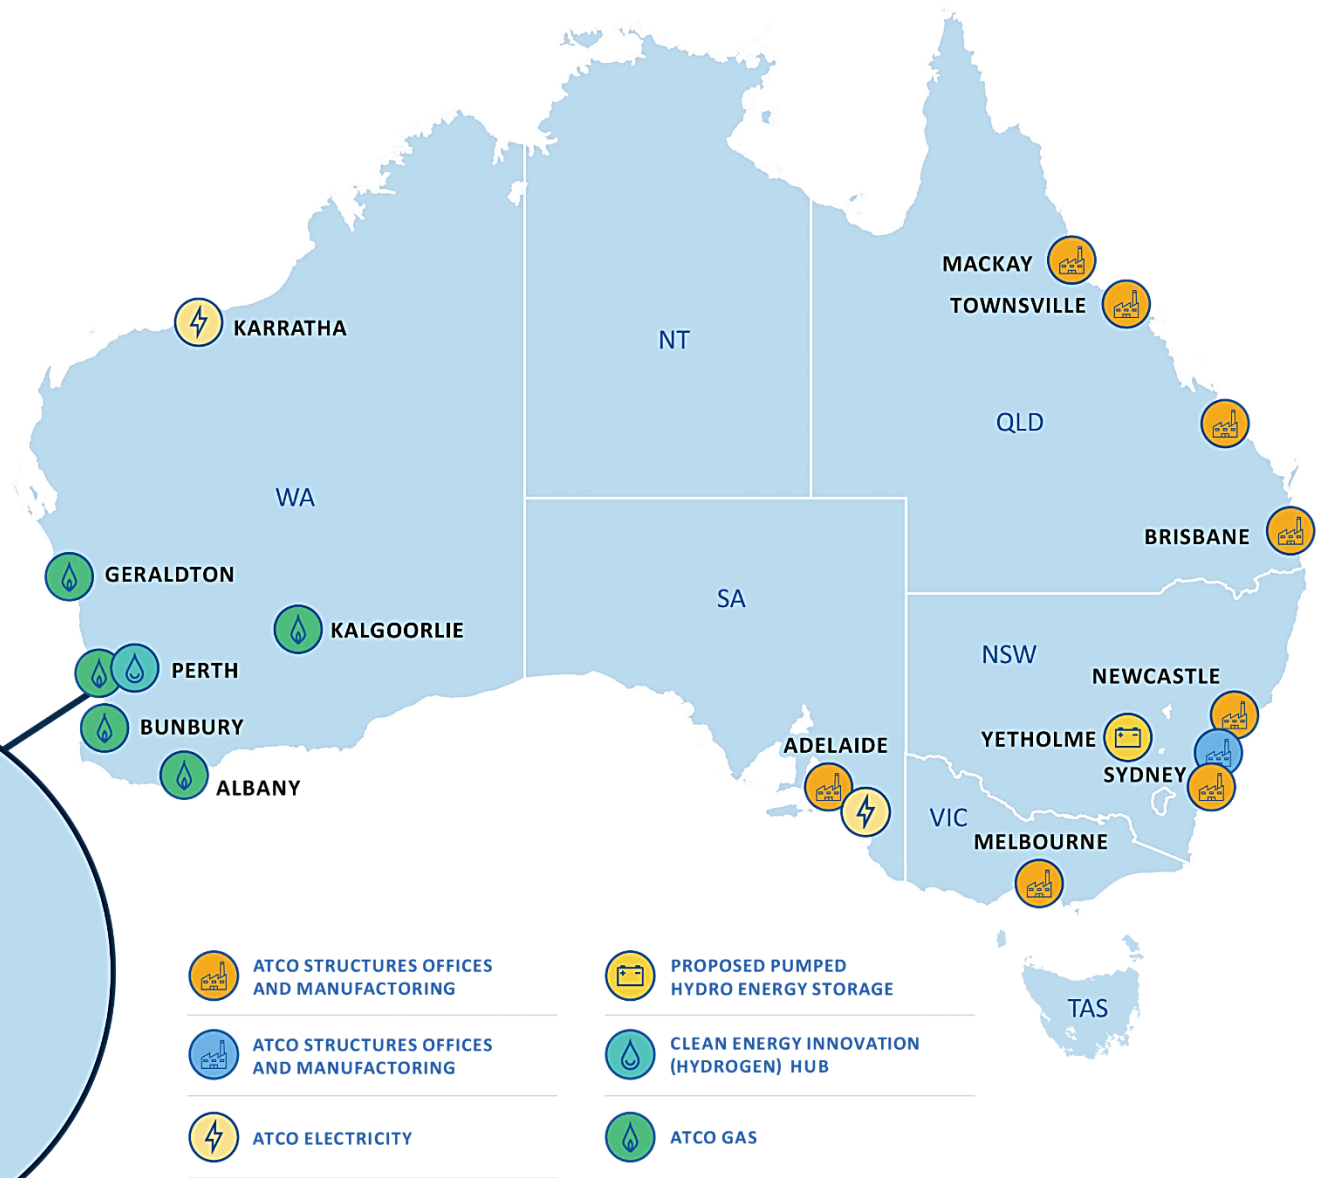 MACKAY
TOWNSVILLE
KARRATHA
NT
QLD
WA
BRISBANE
GERALDTON
SA
KALGOORLIE
NSW
PERTH
NEWCASTLE
BUNBURY
YETHOLME
ADELAIDE
SYDNEY
ALBANY
VIC
MELBOURNE
ATCO STRUCTURES OFFICES
AND MANUFACTORING
PROPOSED PUMPED
HYDRO ENERGY STORAGE
TAS
ATCO STRUCTURES OFFICES
AND MANUFACTORING
CLEAN ENERGY INNOVATION
(HYDROGEN) HUB
ATCO ELECTRICITY
ATCO GAS